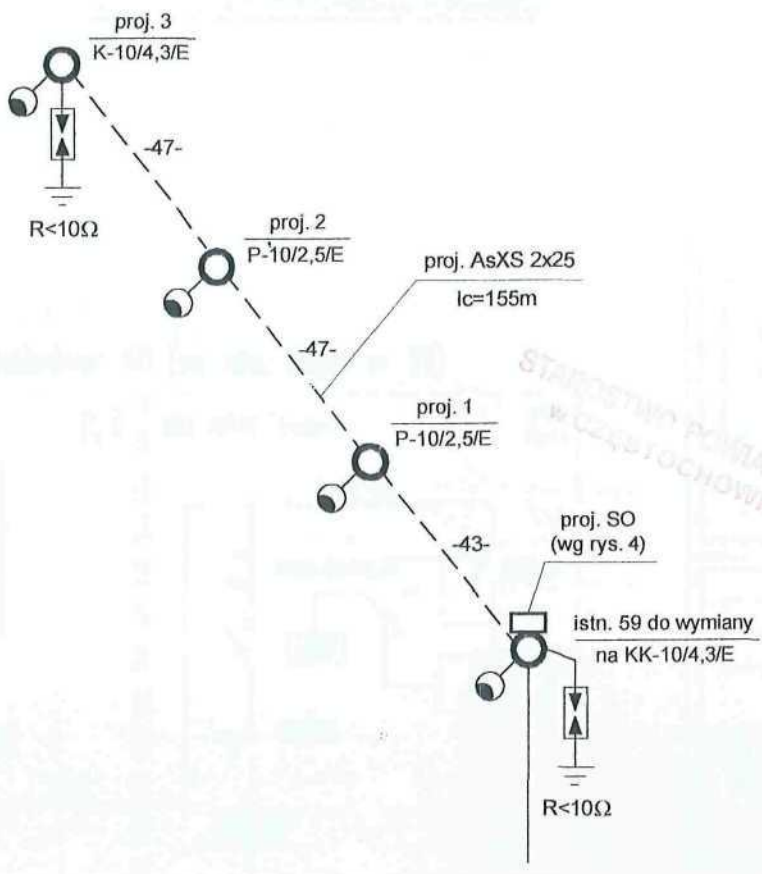 proj. 3
K-10/4,3/E
-47-
R<10Ω
proj. 2
P-10/2,5/E
proj. AsXS 2x25
lc=155m
-47-
proj. 1
P-10/2,5/E
STAROSTWO
w CZĘSTOCHOWI
-43-
proj. SO
(wg rys. 4)
istn. 59 do wymiany
na KK-10/4,3/E
R<10Ω